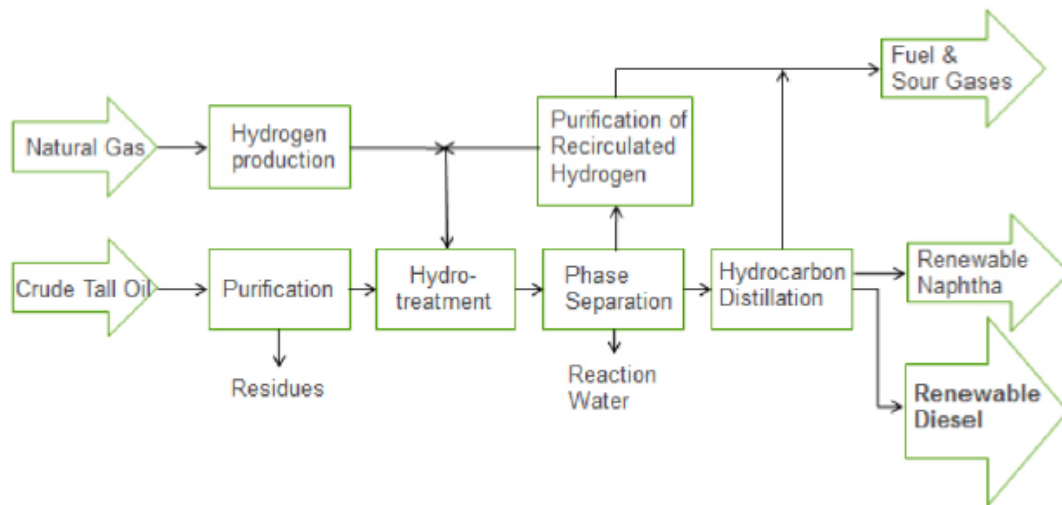 Fuel &
Sour Gases
Natural Gas
Hydrogen
production
Purification of
Recirculated
Hydrogen
Crude Tall Oil
Purification
Hydro-
treatment
Phase
Separation
Hydrocarbon
Distillation
Renewable
Naphtha
Residues
Reaction
Water
Renewable
Diesel